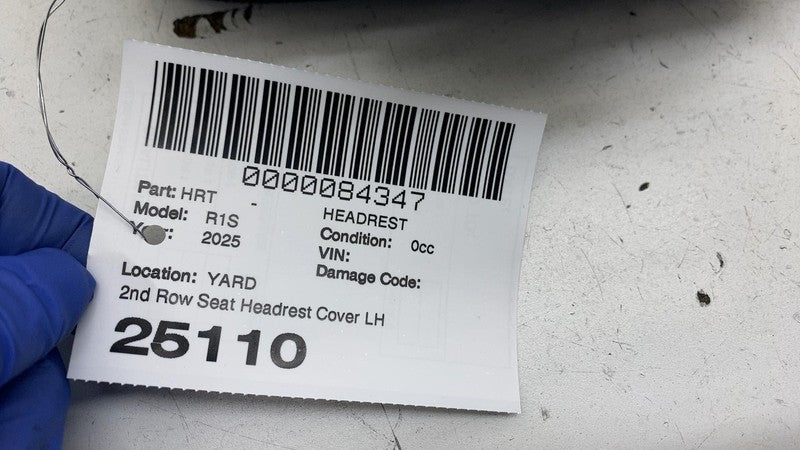 0000084347
Part: HRT - HEADREST
Model: R1S Condition: 0cc
2025 VIN:
Damage Code:
Location: YARD
2nd Row Seat Headrest Cover LH
25110